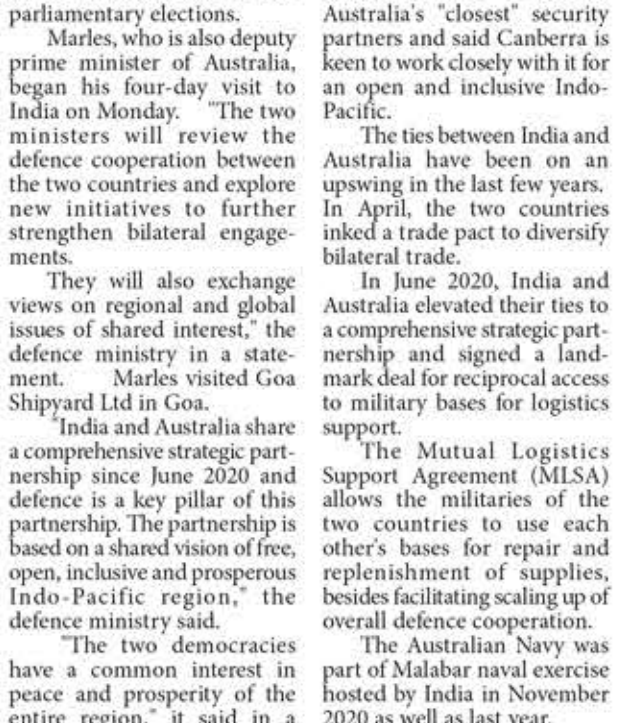 parliamentary elections.
Marles, who is also deputy
prime minister of Australia,
began his four-day visit to
India on Monday. "The two
ministers will review the
defence cooperation between
the two countries and explore
new initiatives to further
strengthen bilateral engage-
ments.
They will also exchange
views on regional and global
issues of shared interest," the
defence ministry in a state-
ment. Marles visited Goa
Shipyard Ltd in Goa.
"India and Australia share
a comprehensive strategic part-
nership since June 2020 and
defence is a key pillar of this
partnership. The partnership is
based on a shared vision of free,
open, inclusive and prosperous
Indo-Pacific region," the
defence ministry said.
"The two democracies
have a common interest in
peace and prosperity of the
entire region," it said in a
Australia's "closest" security
partners and said Canberra is
keen to work closely with it for
an open and inclusive Indo-
Pacific.
The ties between India and
Australia have been on an
upswing in the last few years.
In April, the two countries
inked a trade pact to diversify
bilateral trade.
In June 2020, India and
Australia elevated their ties to
a comprehensive strategic part-
nership and signed a land-
mark deal for reciprocal access
to military bases for logistics
support.
The Mutual Logistics
Support Agreement (MLSA)
allows the militaries of the
two countries to use each
other's bases for repair and
replenishment of supplies,
besides facilitating scaling up of
overall defence cooperation.
The Australian Navy was
part of Malabar naval exercise
hosted by India in November
2020 as well as last year.